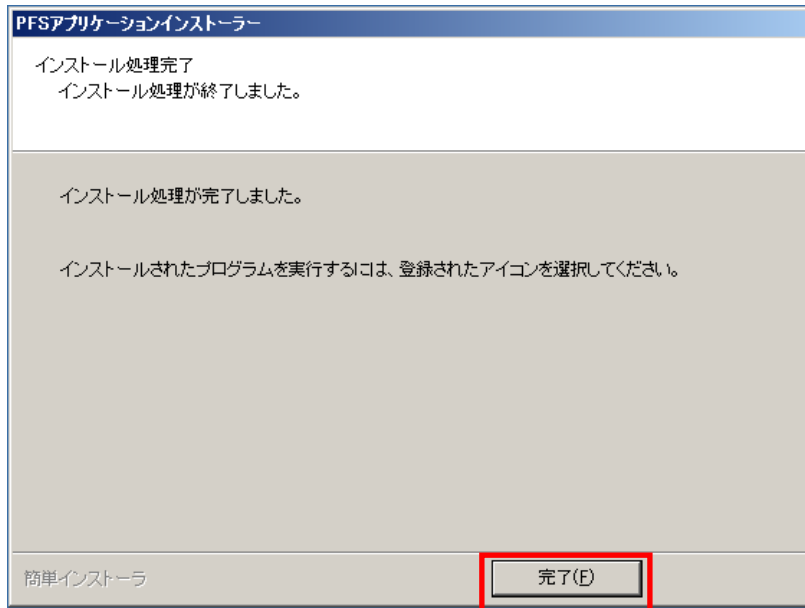 PFSアプリケーションインストーラー
インストール処理完了
インストール処理が終了しました。
インストール処理が完了しました。
インストールされたプログラムを実行するには、登録されたアイコンを選択してください。
簡単インストーラ
完了(F)